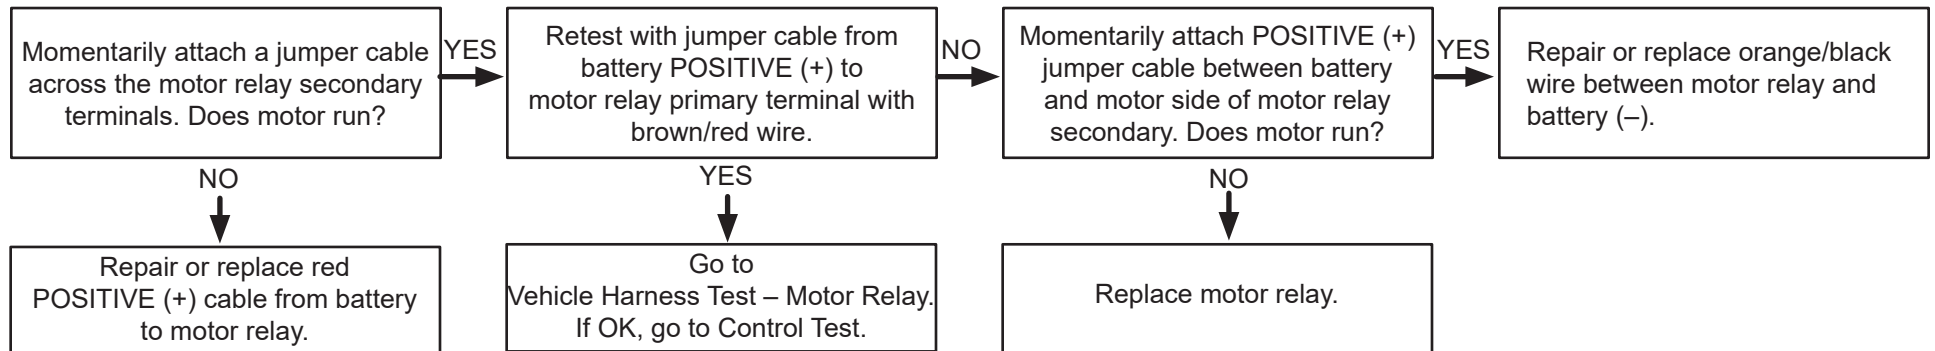 Momentarily attach a jumper cable
across the motor relay secondary
terminals. Does motor run?
YES
Retest with jumper cable from
battery POSITIVE (+) to
motor relay primary terminal with
brown/red wire.
NO
Momentarily attach POSITIVE (+)
jumper cable between battery
and motor side of motor relay
secondary. Does motor run?
YES
Repair or replace orange/black
wire between motor relay and
battery (–).
NO
YES
NO
Repair or replace red
POSITIVE (+) cable from battery
to motor relay.
Go to
Vehicle Harness Test – Motor Relay.
If OK, go to Control Test.
Replace motor relay.